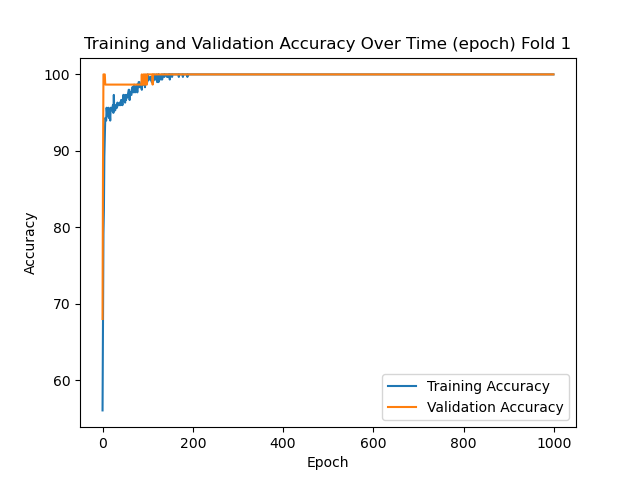 Training and Validation Accuracy Over Time (epoch) Fold 1
100
90
80
70
60
Accuracy
Training Accuracy
Validation Accuracy
0
200
400
600
800
1000
Epoch